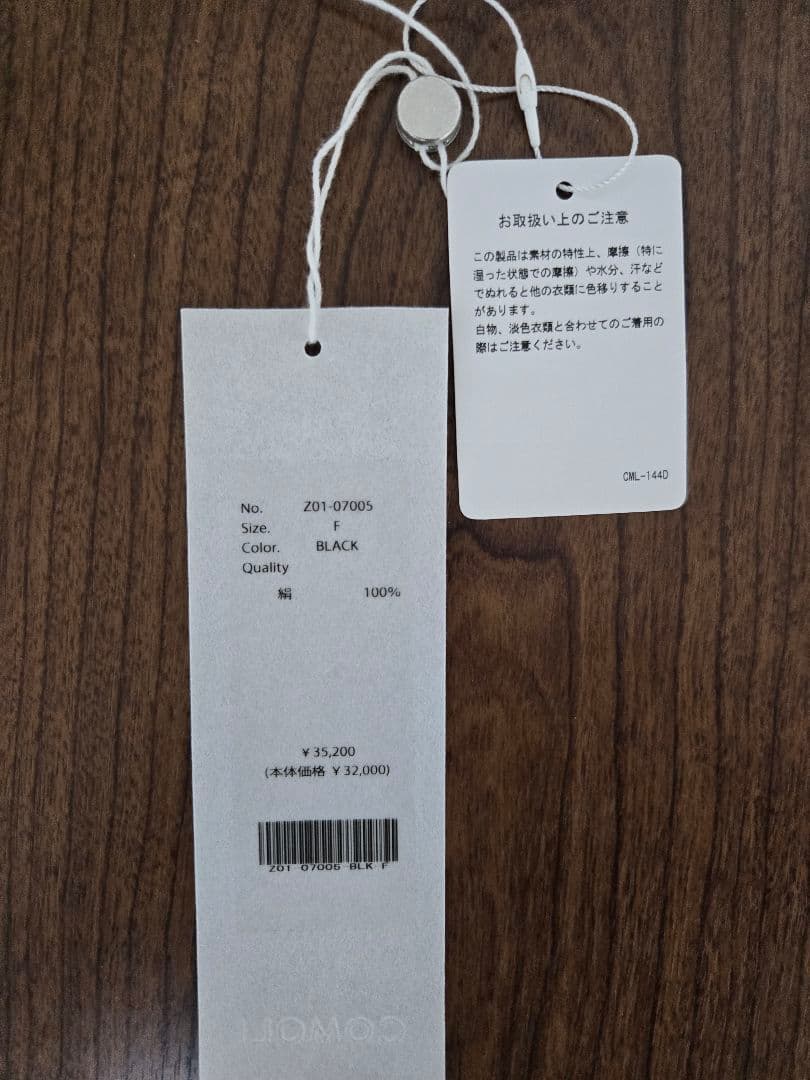 お取扱い上のご注意
この製品は素材の特性上、摩擦（特に
湿った状態での摩擦）や水分、汗など
でぬれると他の衣類に色移りすること
があります。
白物、淡色衣類と合わせてのご着用の
際はご注意ください。
CML-144D
No. Z01-07005
Size. F
Color. BLACK
Quality
絹 100%
¥35,200
(本体価格 ¥32,000)
Z01 07005 BLK F
COMOLI